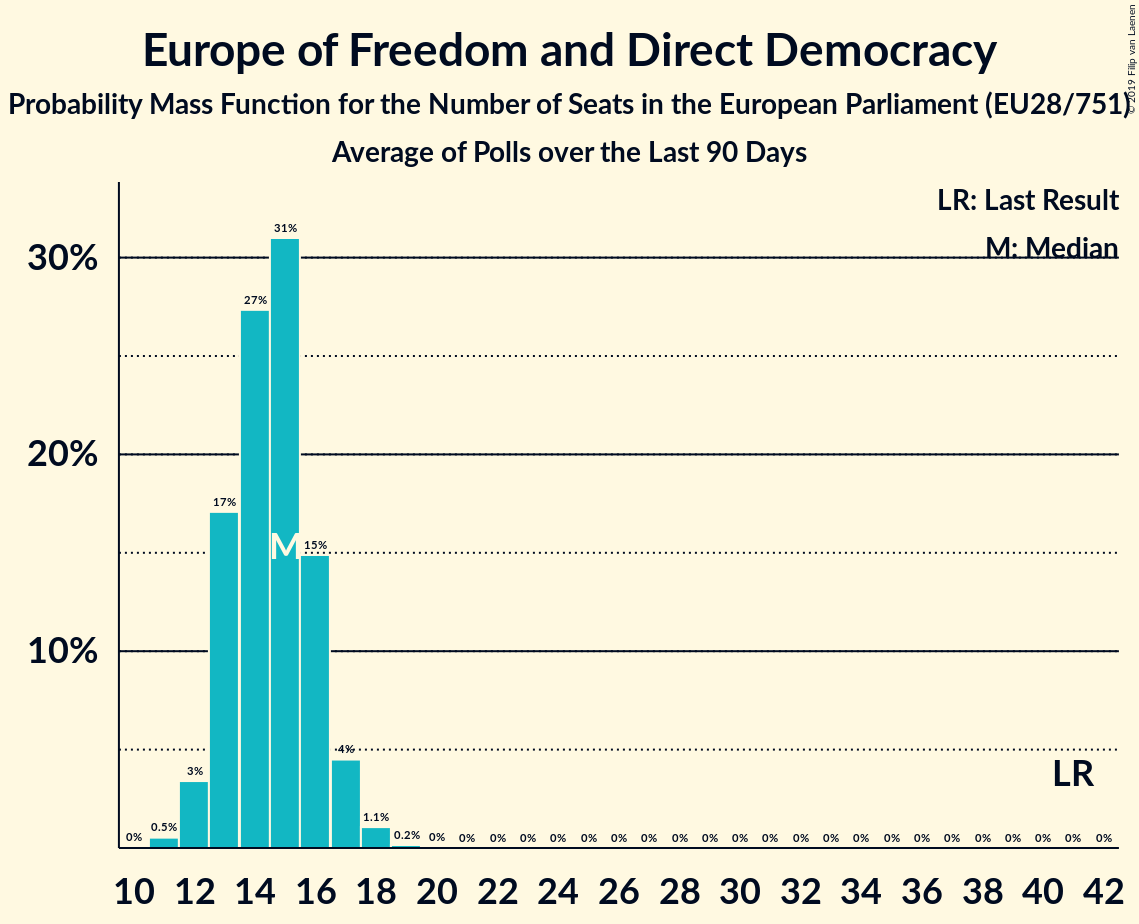 Europe of Freedom and Direct Democracy
Probability Mass Function for the Number of Seats in the European Parliament (EU28/751)
Average of Polls over the Last 90 Days
© 2019 Filip van Laenen
LR: Last Result
M: Median
30%
20%
10%
0% 0.5% 3% 17% 27% 31% 15% 4% 1.1% 0.2% 0% 0% 0% 0% 0% 0% 0% 0% 0% 0% 0% 0% 0% 0% 0% 0% 0% 0% 0% 0% 0% 0% 0%
M
LR
10 12 14 16 18 20 22 24 26 28 30 32 34 36 38 40 42